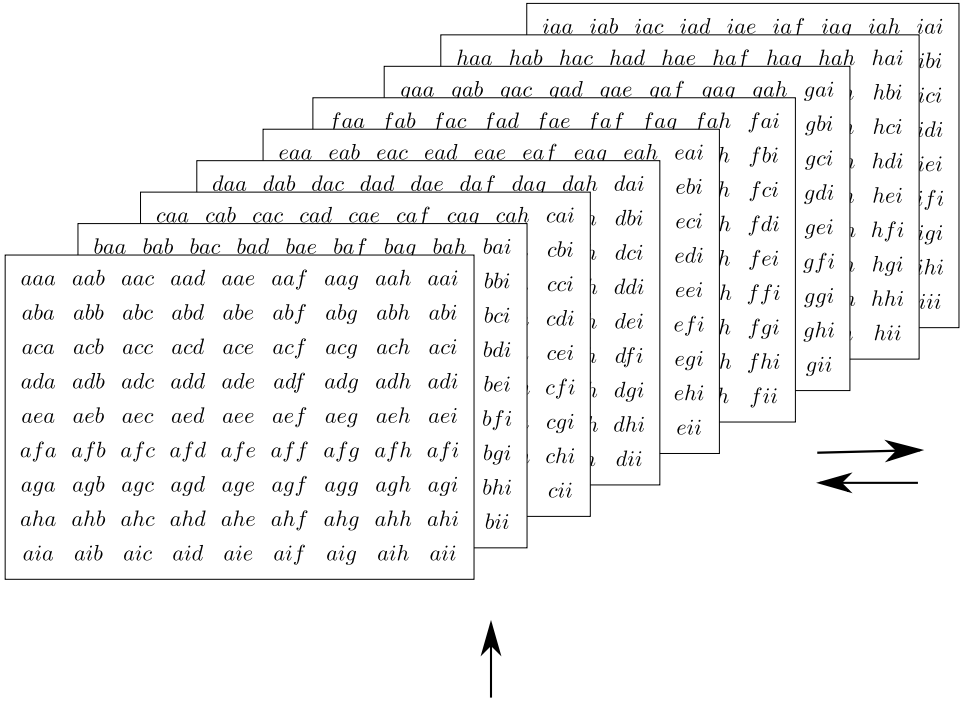 iaa iab iac iad iae iaf iag iah iai
ibi
ici
idi
iei
ifi
igi
ihi
iii
haa hab hac had hae haf hag hah hai
hbi
hci
hdi
hei
hfi
hgi
hhi
hii
gaa gab gac gad gae gaf gag gah gai
gbi
gci
gdi
gei
gfi
ggi
ghi
gii
faa fab fac fad fae faf fag fah fai
fbi
fci
fdi
fei
ffi
fgi
fhi
fii
eaa eab eac ead eae eaf eag eah eai
ebi
eci
edi
eei
efi
egi
ehi
eii
daa dab dac dad dae daf dag dah dai
dbi
dci
ddi
dei
dfi
dgi
dhi
dii
caa cab cac cad cae caf cag cah cai
cbi
cci
cdi
cei
cfi
cgi
chi
cii
baa bab bac bad bae baf bag bah bai
bbi
bci
bdi
bei
bfi
bgi
bhi
bii
aaa aab aac aad aae aaf aag aah aai
aba abb abc abd abe abf abg abh abi
aca acb acc acd ace acf acg ach aci
ada adb adc add ade adf adg adh adi
aea aeb aec aed aee aef aeg aeh aei
afa afb afc afd afe aff afg afh afi
aga agb agc agd age agf agg agh agi
aha ahb ahc ahd ahe ahf ahg ahh ahi
aia aib aic aid aie aif aig aih aii